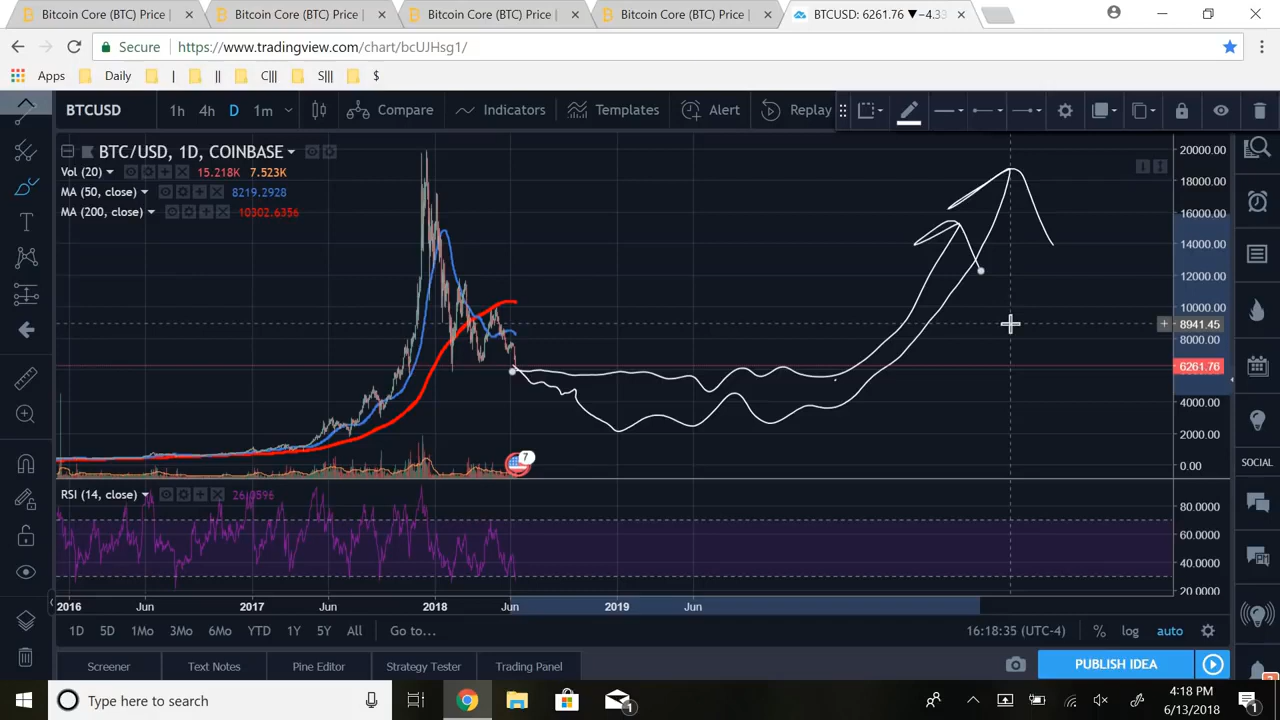 Bitcoin Core (BTC) Price |
Bitcoin Core (BTC) Price |
Bitcoin Core (BTC) Price |
Bitcoin Core (BTC) Price |
BTCUSD: 6261.76 ▼−4.33
Secure | https://www.tradingview.com/chart/bcUJHsg1/
Apps Daily | || C||| S||| $
BTCUSD 1h 4h D 1m Compare Indicators Templates Alert Replay
BTC/USD, 1D, COINBASE
Vol (20) 15.218K 7.523K
MA (50, close) 8219.2928
MA (200, close) 10302.6356
20000.00
18000.00
16000.00
14000.00
12000.00
10000.00
8941.45
8000.00
6261.76
4000.00
2000.00
0.00
7
RSI (14, close) 26.0596
80.0000
60.0000
40.0000
20.0000
SOCIAL
2016 Jun 2017 Jun 2018 Jun 2019 Jun
1D 5D 1Mo 3Mo 6Mo YTD 1Y 5Y All Go to... 16:18:35 (UTC-4) % log auto
Screener Text Notes Pine Editor Strategy Tester Trading Panel PUBLISH IDEA
Type here to search
1
4:18 PM
6/13/2018
1